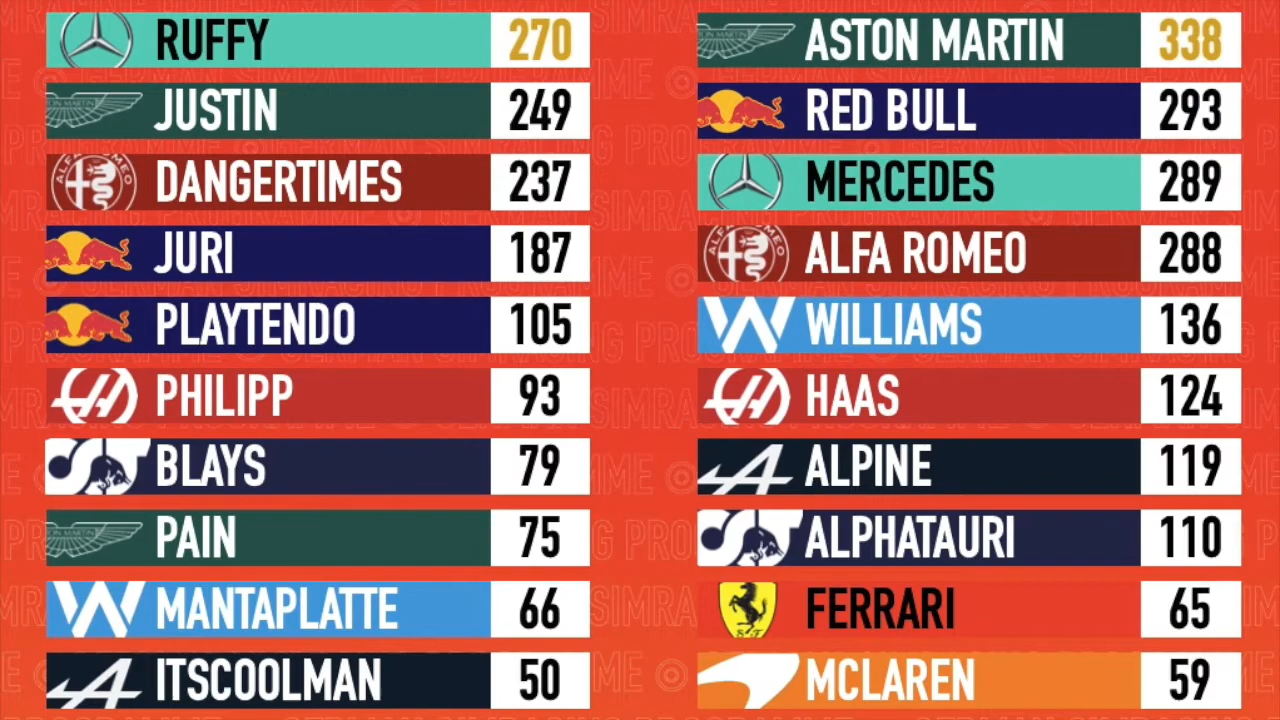 RUFFY 270
JUSTIN 249
DANGERTIMES 237
JURI 187
PLAYTENDO 105
PHILIPP 93
BLAYS 79
PAIN 75
MANTAPLATTE 66
ITSCOOLMAN 50
ASTON MARTIN 338
RED BULL 293
MERCEDES 289
ALFA ROMEO 288
WILLIAMS 136
HAAS 124
ALPINE 119
ALPHATAURI 110
FERRARI 65
MCLAREN 59